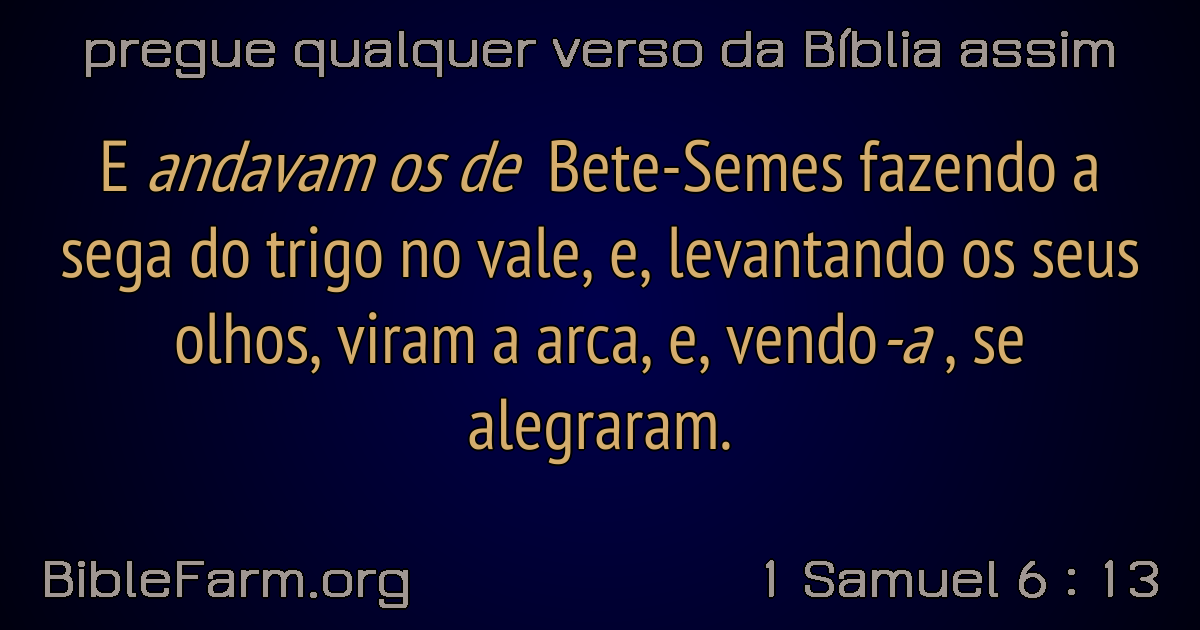 pregue qualquer verso da Bíblia assim
E andavam os de Bete-Semes fazendo a
sega do trigo no vale, e, levantando os seus
olhos, viram a arca, e, vendo-a , se
alegraram.
BibleFarm.org
1 Samuel 6 : 13